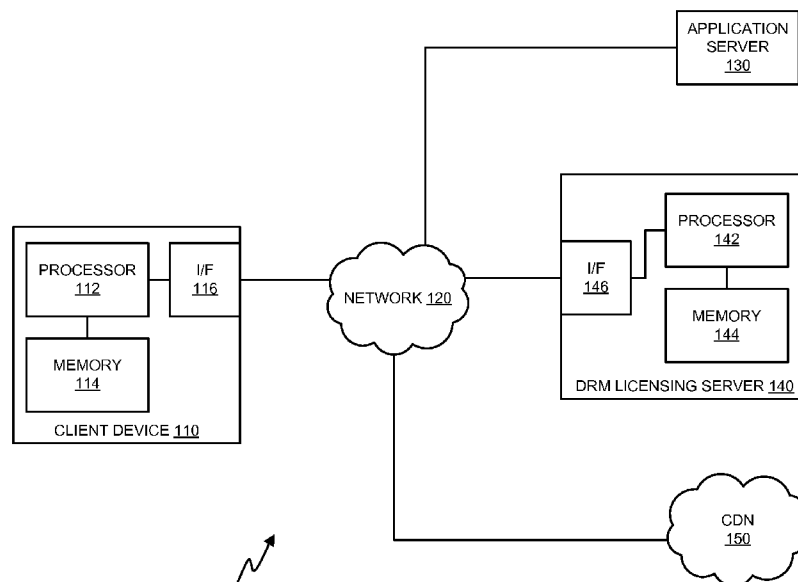 APPLICATION
SERVER
130
PROCESSOR
112
I/F
116
MEMORY
114
CLIENT DEVICE 110
NETWORK 120
I/F
146
PROCESSOR
142
MEMORY
144
DRM LICENSING SERVER 140
CDN
150